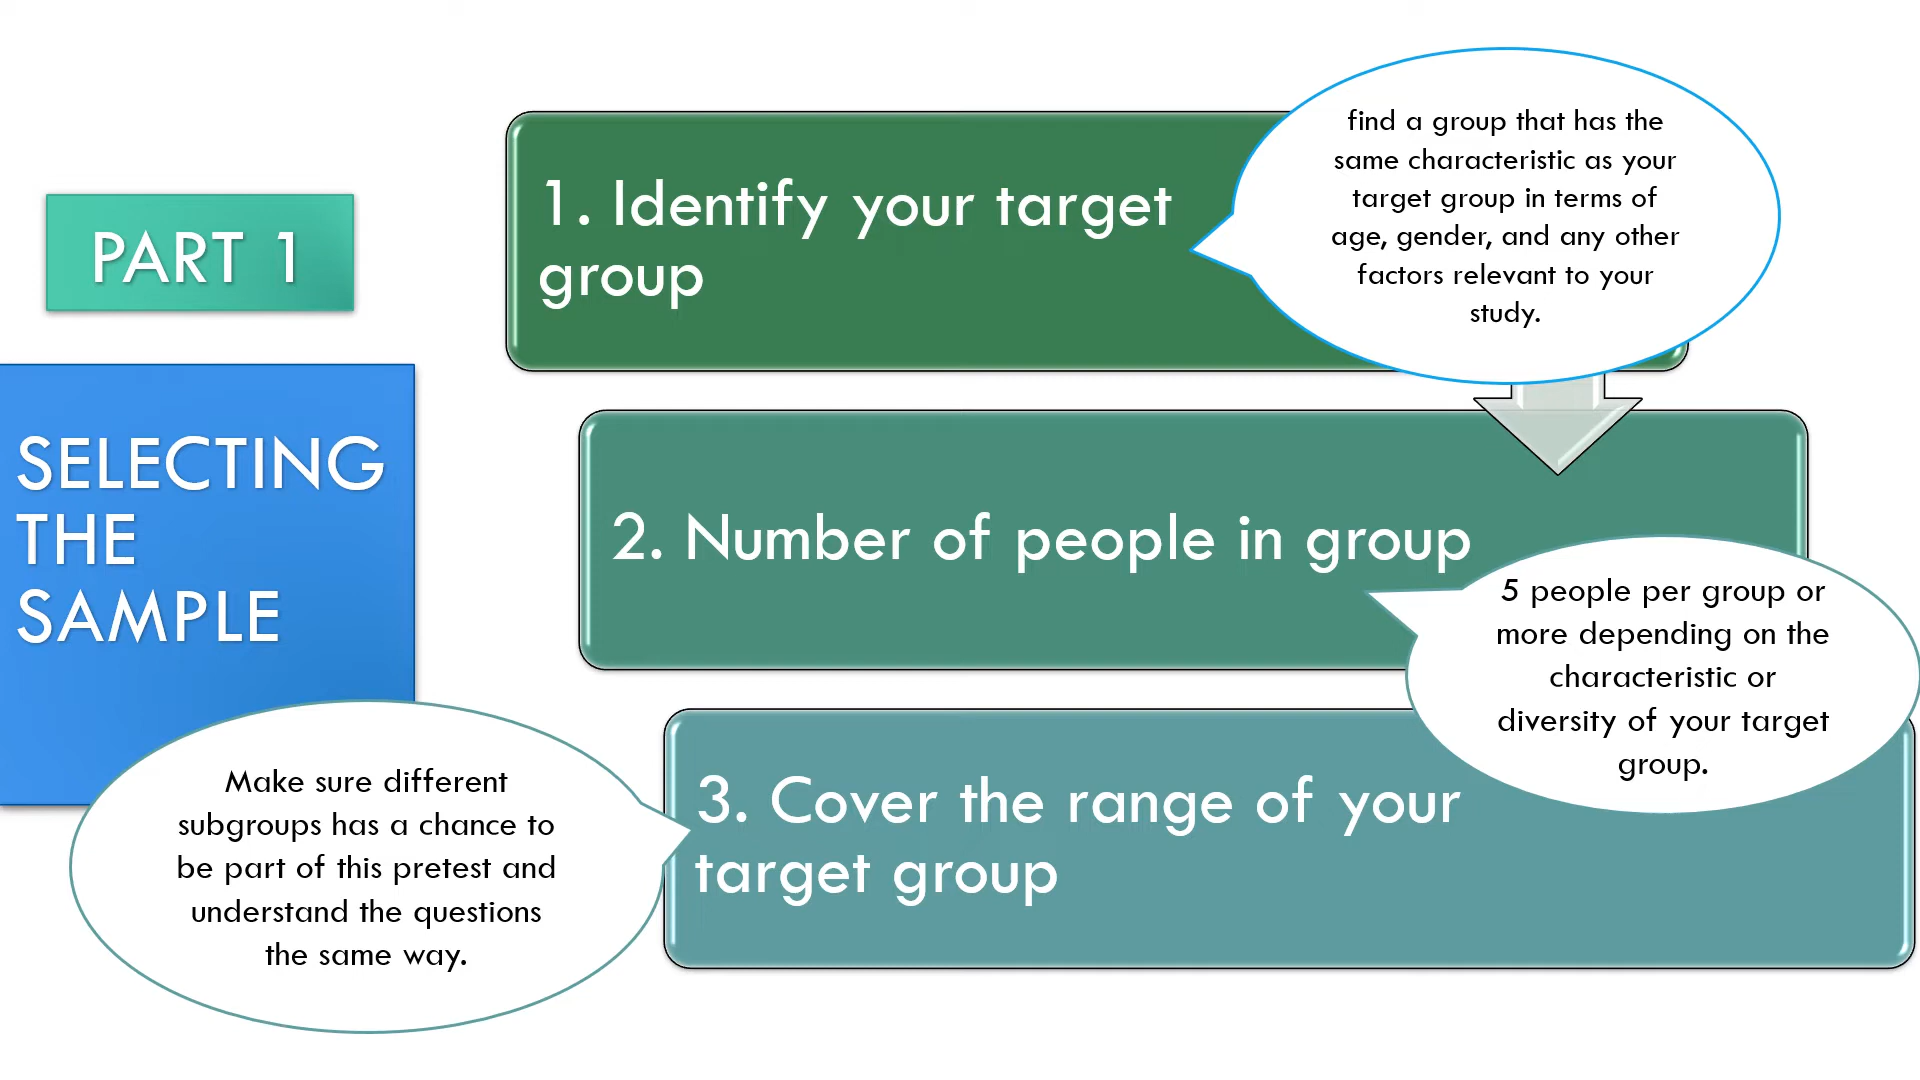 PART 1
SELECTING
THE
SAMPLE
1. Identify your target
group
find a group that has the
same characteristic as your
target group in terms of
age, gender, and any other
factors relevant to your
study.
2. Number of people in group
5 people per group or
more depending on the
characteristic or
diversity of your target
group.
3. Cover the range of your
target group
Make sure different
subgroups has a chance to
be part of this pretest and
understand the questions
the same way.